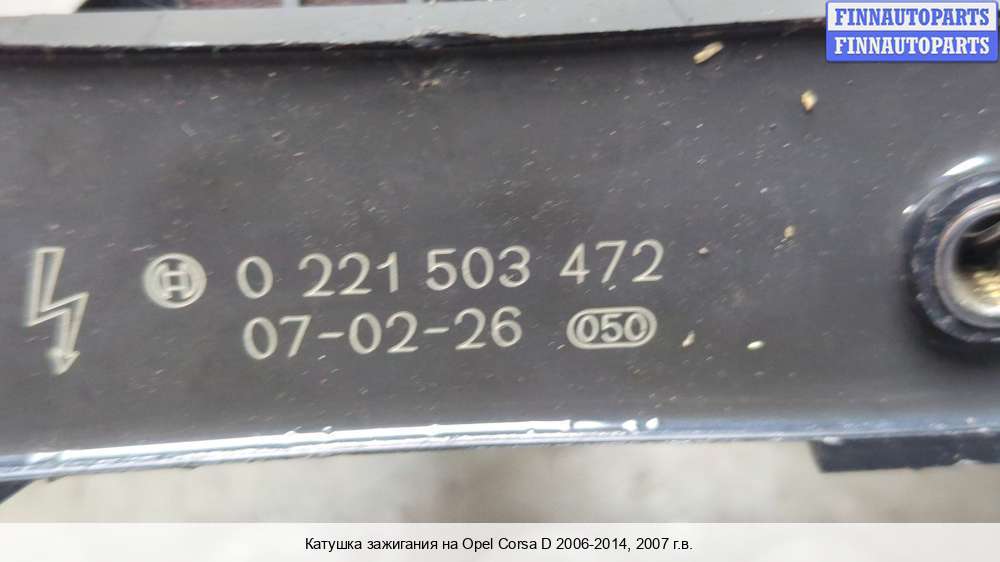 FINNAUTOPARTS
FINNAUTOPARTS
0 221 503 472
07-02-26 050
Катушка зажигания на Opel Corsa D 2006-2014, 2007 г.в.